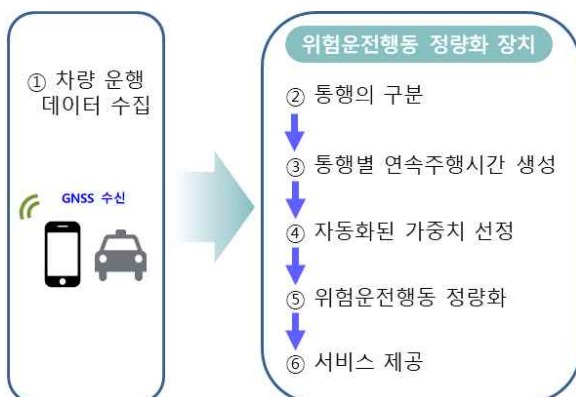 ① 차량 운행
데이터 수집
GNSS 수신
위험운전행동 정량화 장치
② 통행의 구분
③ 통행별 연속주행시간 생성
④ 자동화된 가중치 선정
⑤ 위험운전행동 정량화
⑥ 서비스 제공